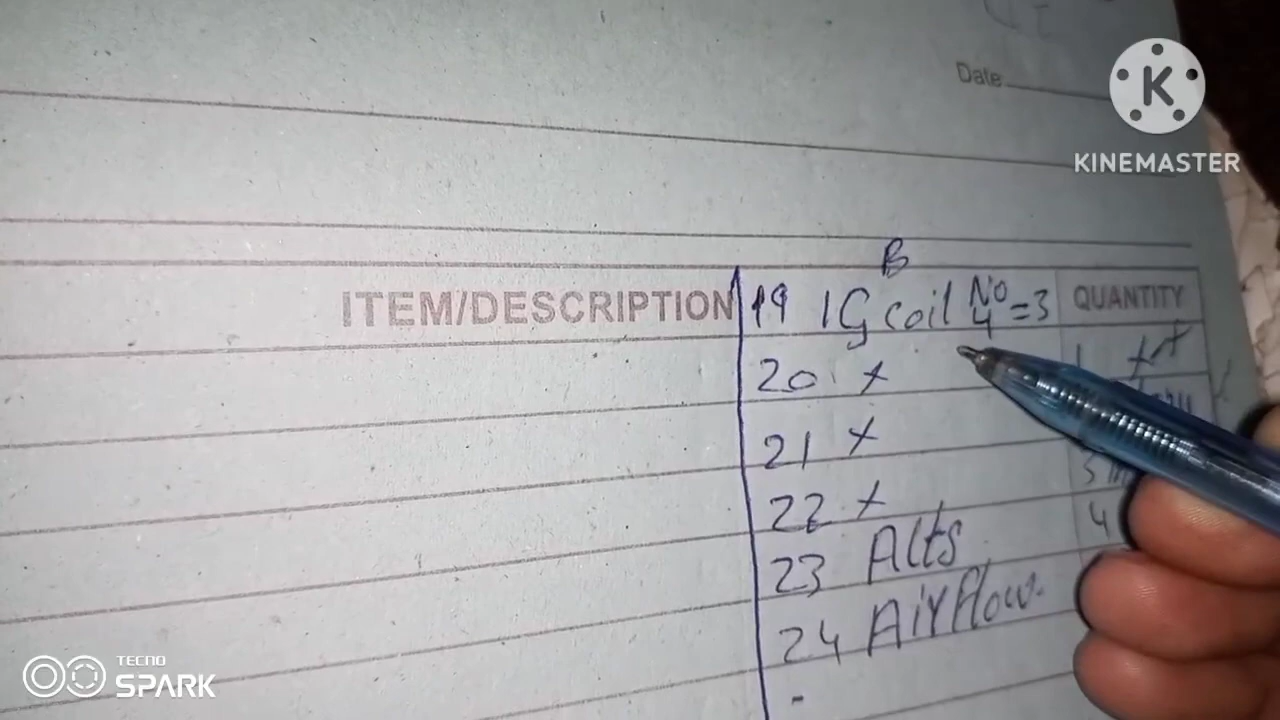 Date
KINEMASTER
B
ITEM/DESCRIPTION 19 IG coil No 4 = 3 QUANTITY
20 x
21 x
22 x
23 Alts
24 Airflow.
4
TECNO
SPARK